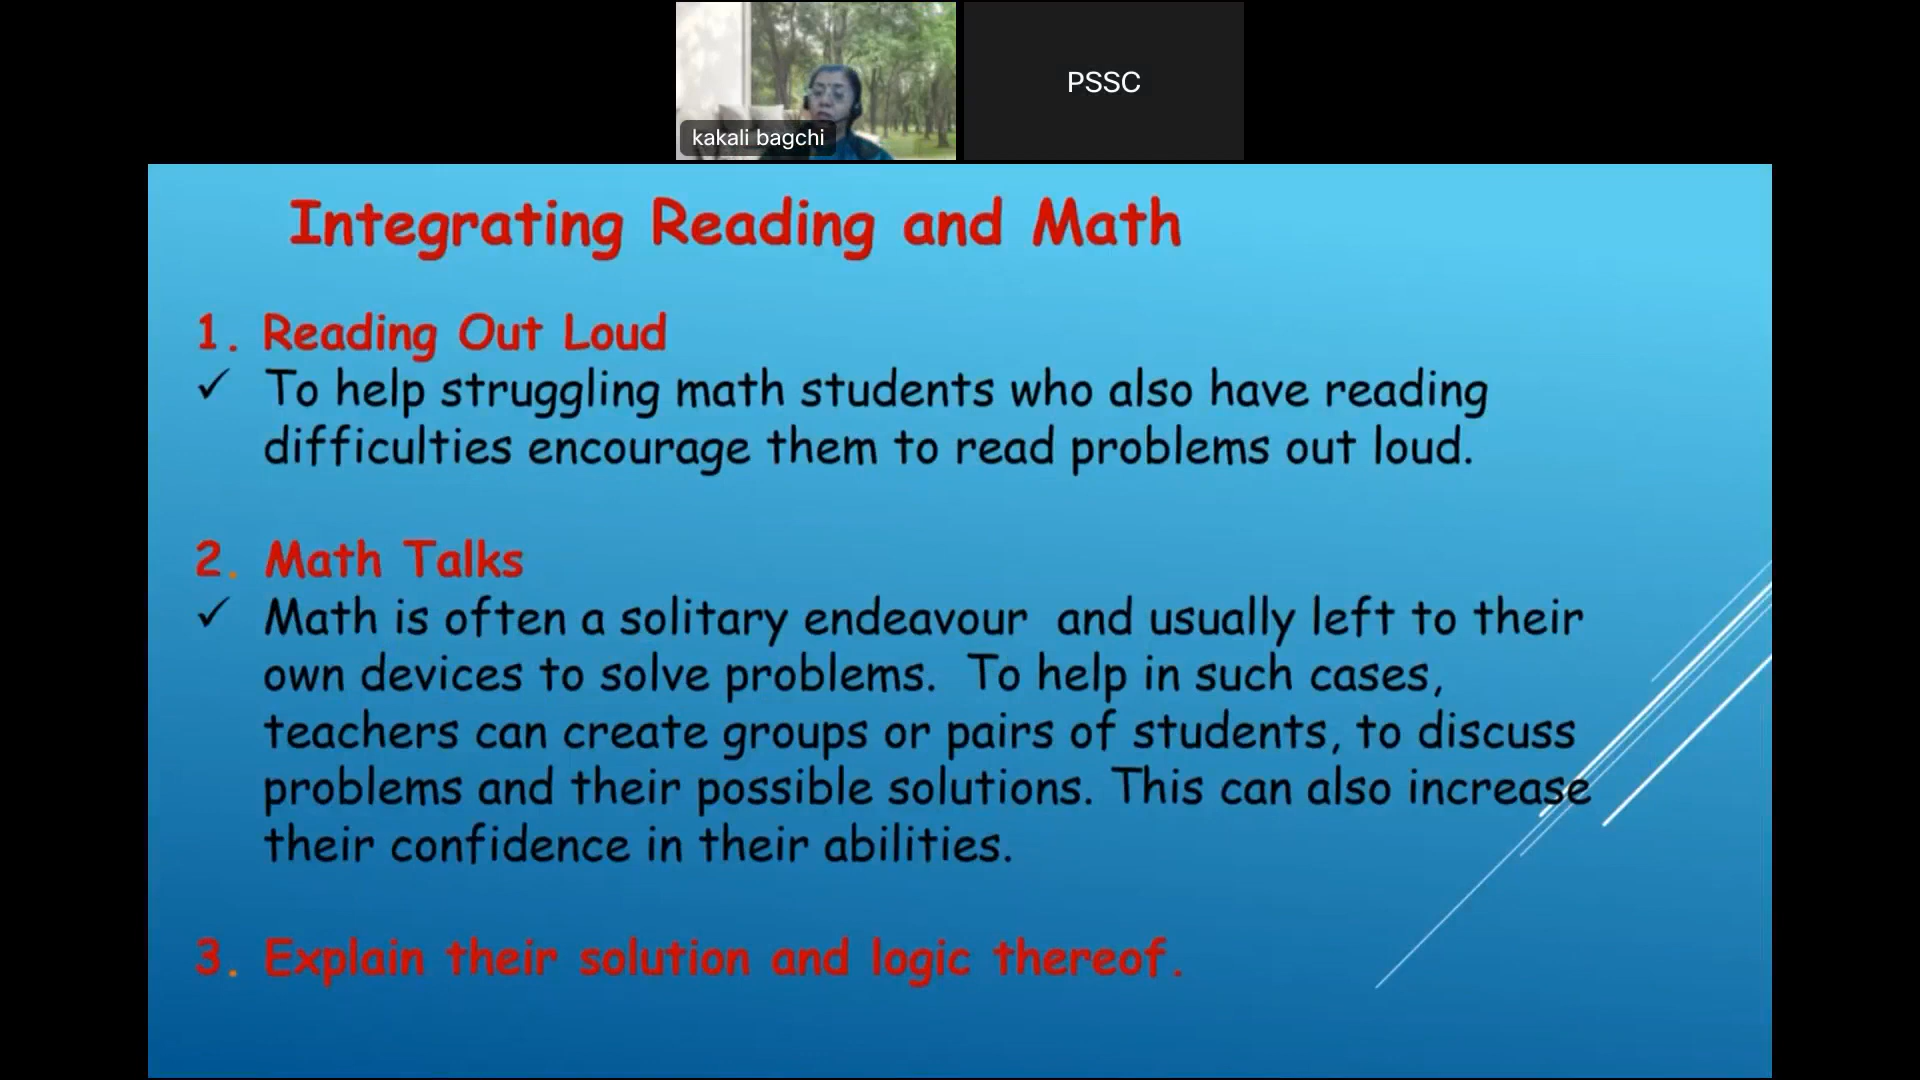 PSSC
kakali bagchi
Integrating Reading and Math
1. Reading Out Loud
✓ To help struggling math students who also have reading
difficulties encourage them to read problems out loud.
2. Math Talks
✓ Math is often a solitary endeavour and usually left to their
own devices to solve problems. To help in such cases,
teachers can create groups or pairs of students, to discuss
problems and their possible solutions. This can also increase
their confidence in their abilities.
3. Explain their solution and logic thereof.